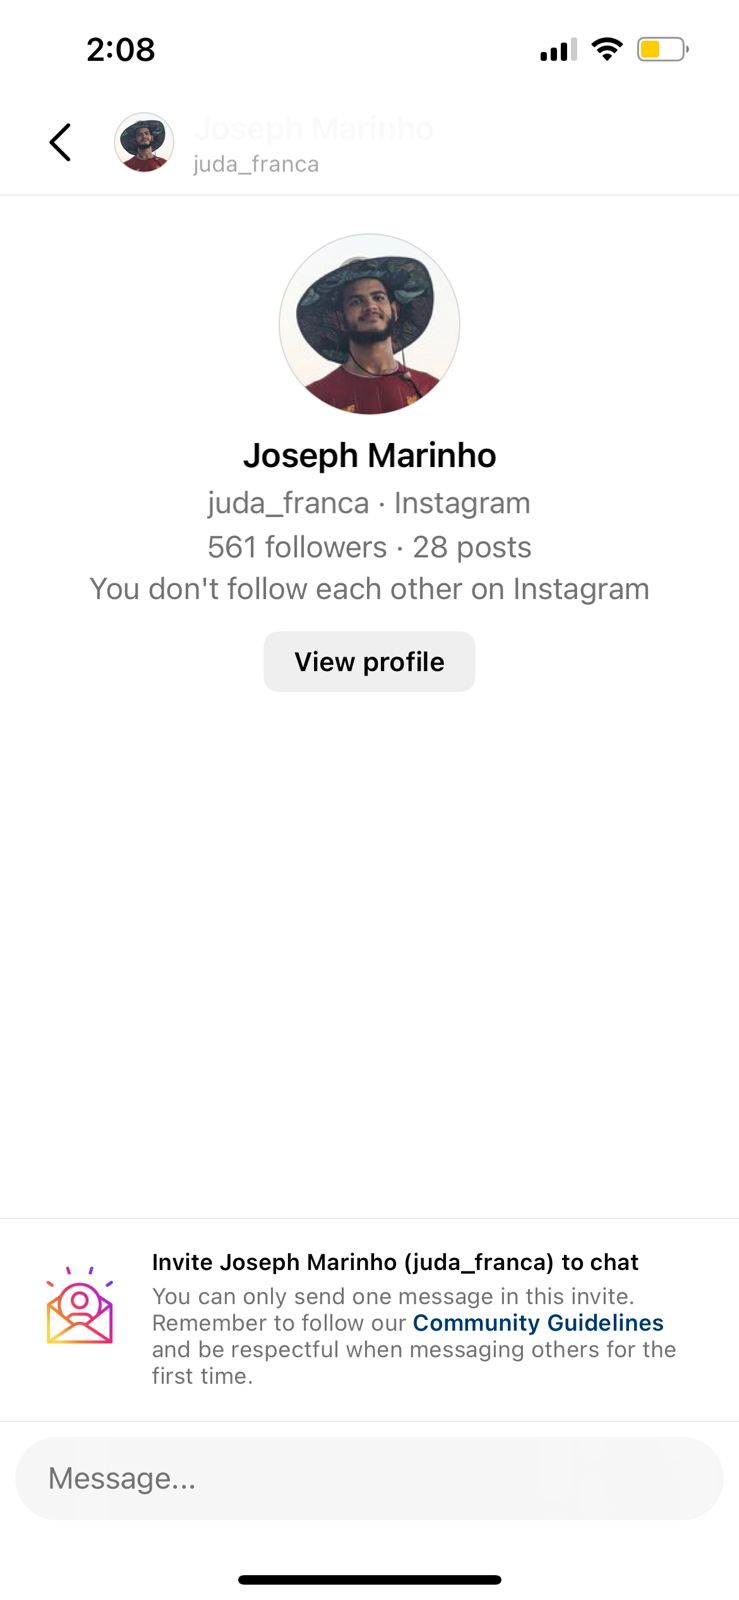 2:08
Joseph Marinho
juda_franca
Joseph Marinho
juda_franca · Instagram
561 followers · 28 posts
You don't follow each other on Instagram
View profile
Invite Joseph Marinho (juda_franca) to chat
You can only send one message in this invite.
Remember to follow our Community Guidelines
and be respectful when messaging others for the
first time.
Message...